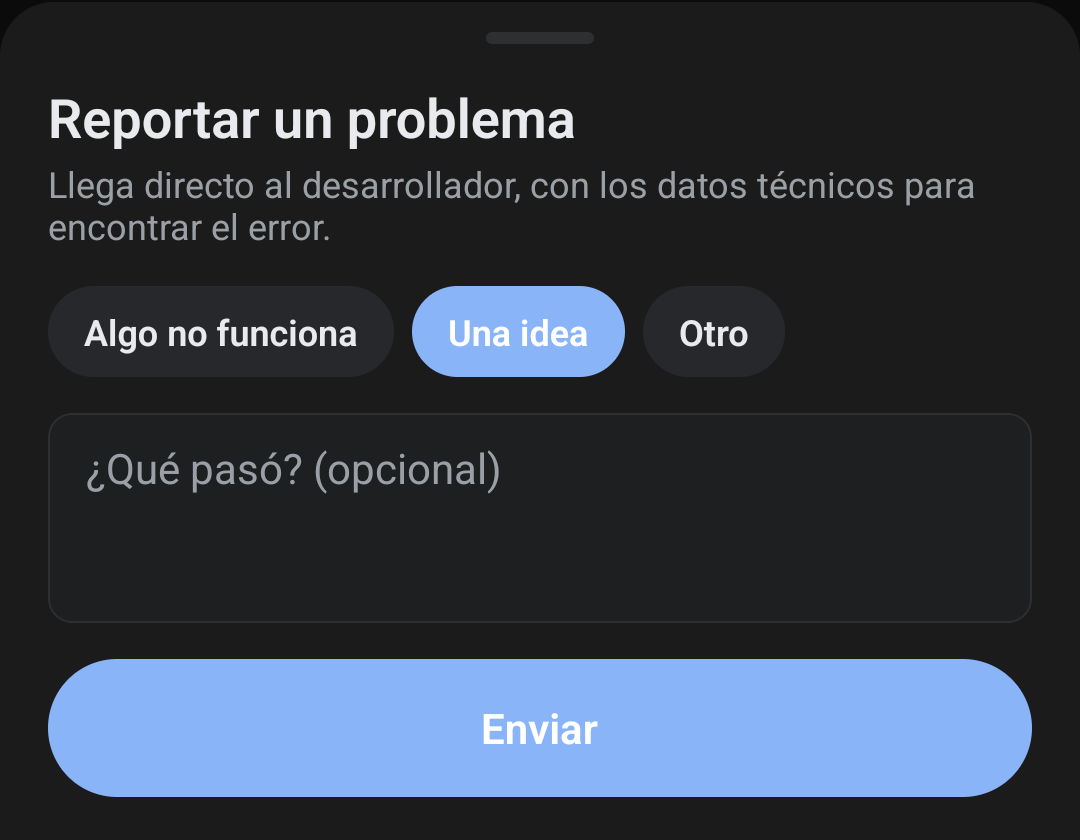 Reportar un problema
Llega directo al desarrollador, con los datos técnicos para
encontrar el error.
Algo no funciona
Una idea
Otro
¿Qué pasó? (opcional)
Enviar